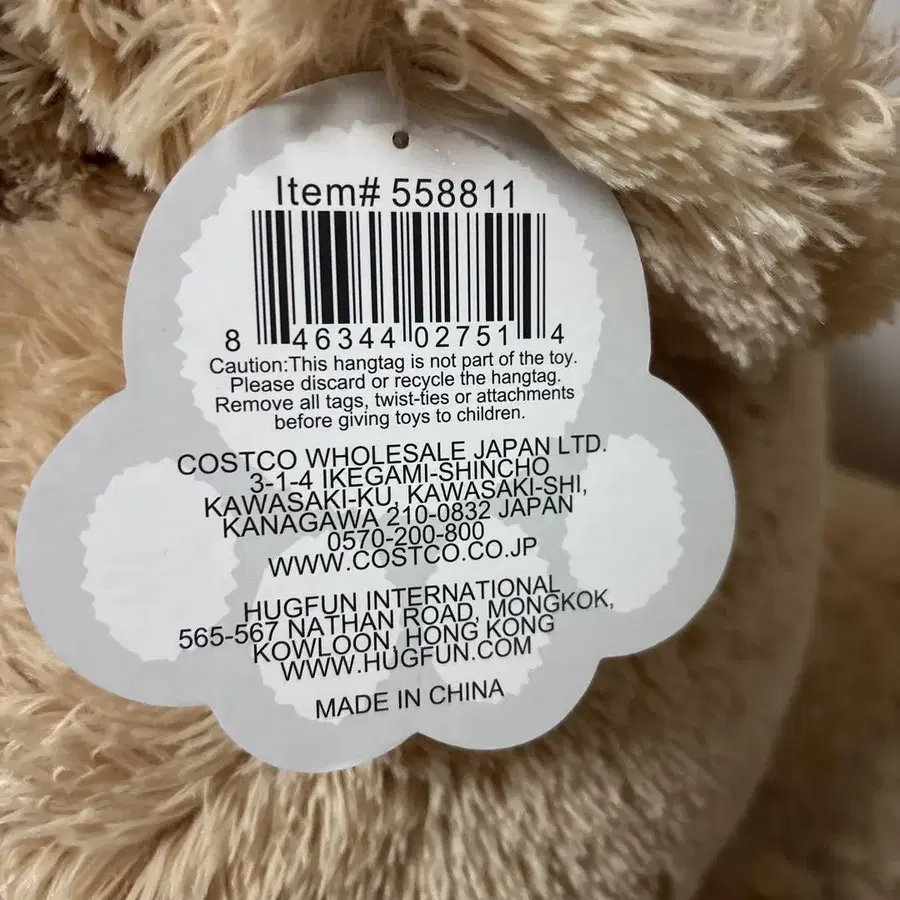 Item# 558811
8 46344 02751 4
Caution:This hangtag is not part of the toy.
Please discard or recycle the hangtag.
Remove all tags, twist-ties or attachments
before giving toys to children.
COSTCO WHOLESALE JAPAN LTD.
3-1-4 IKEGAMI-SHINCHO
KAWASAKI-KU, KAWASAKI-SHI,
KANAGAWA 210-0832 JAPAN
0570-200-800
WWW.COSTCO.CO.JP
HUGFUN INTERNATIONAL
565-567 NATHAN ROAD, MONGKOK,
KOWLOON, HONG KONG
WWW.HUGFUN.COM
MADE IN CHINA